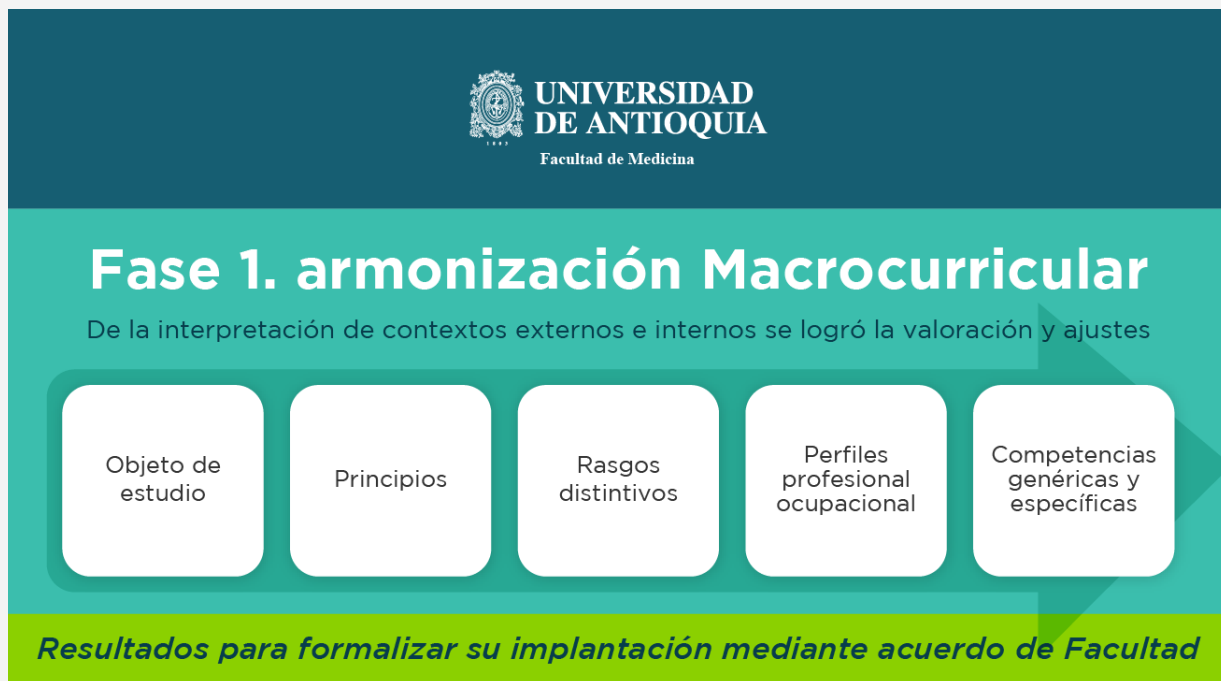 UNIVERSIDAD
DE ANTIOQUIA
1803
Facultad de Medicina
Fase 1. armonización Macrocurricular
De la interpretación de contextos externos e internos se logró la valoración y ajustes
Objeto de
estudio
Principios
Rasgos
distintivos
Perfiles
profesional
ocupacional
Competencias
genéricas y
específicas
Resultados para formalizar su implantación mediante acuerdo de Facultad